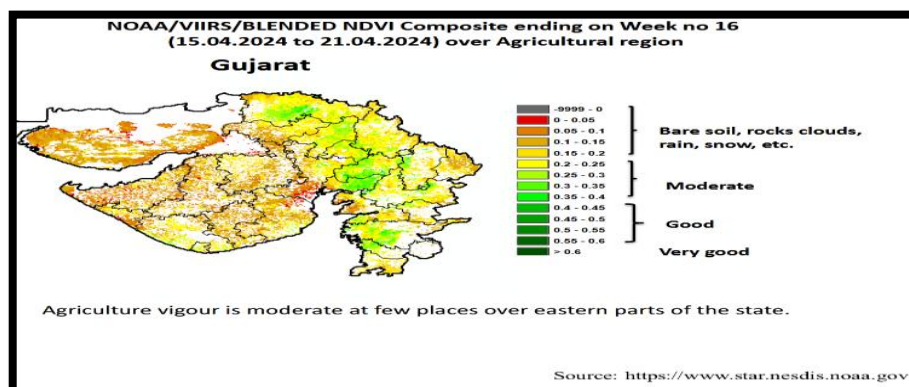 NOAA/VIIRS/BLENDED NDVI Composite ending on Week no 16
(15.04.2024 to 21.04.2024) over Agricultural region
Gujarat
-9999 - 0
0 - 0.05
0.05 - 0.1
0.1 - 0.15
0.15 - 0.2
0.2 - 0.25
0.25 - 0.3
0.3 - 0.35
0.35 - 0.4
0.4 - 0.45
0.45 - 0.5
0.5 - 0.55
0.55 - 0.6
> 0.6
Bare soil, rocks clouds,
rain, snow, etc.
Moderate
Good
Very good
Agriculture vigour is moderate at few places over eastern parts of the state.
Source: https://www.star.nesdis.noaa.gov